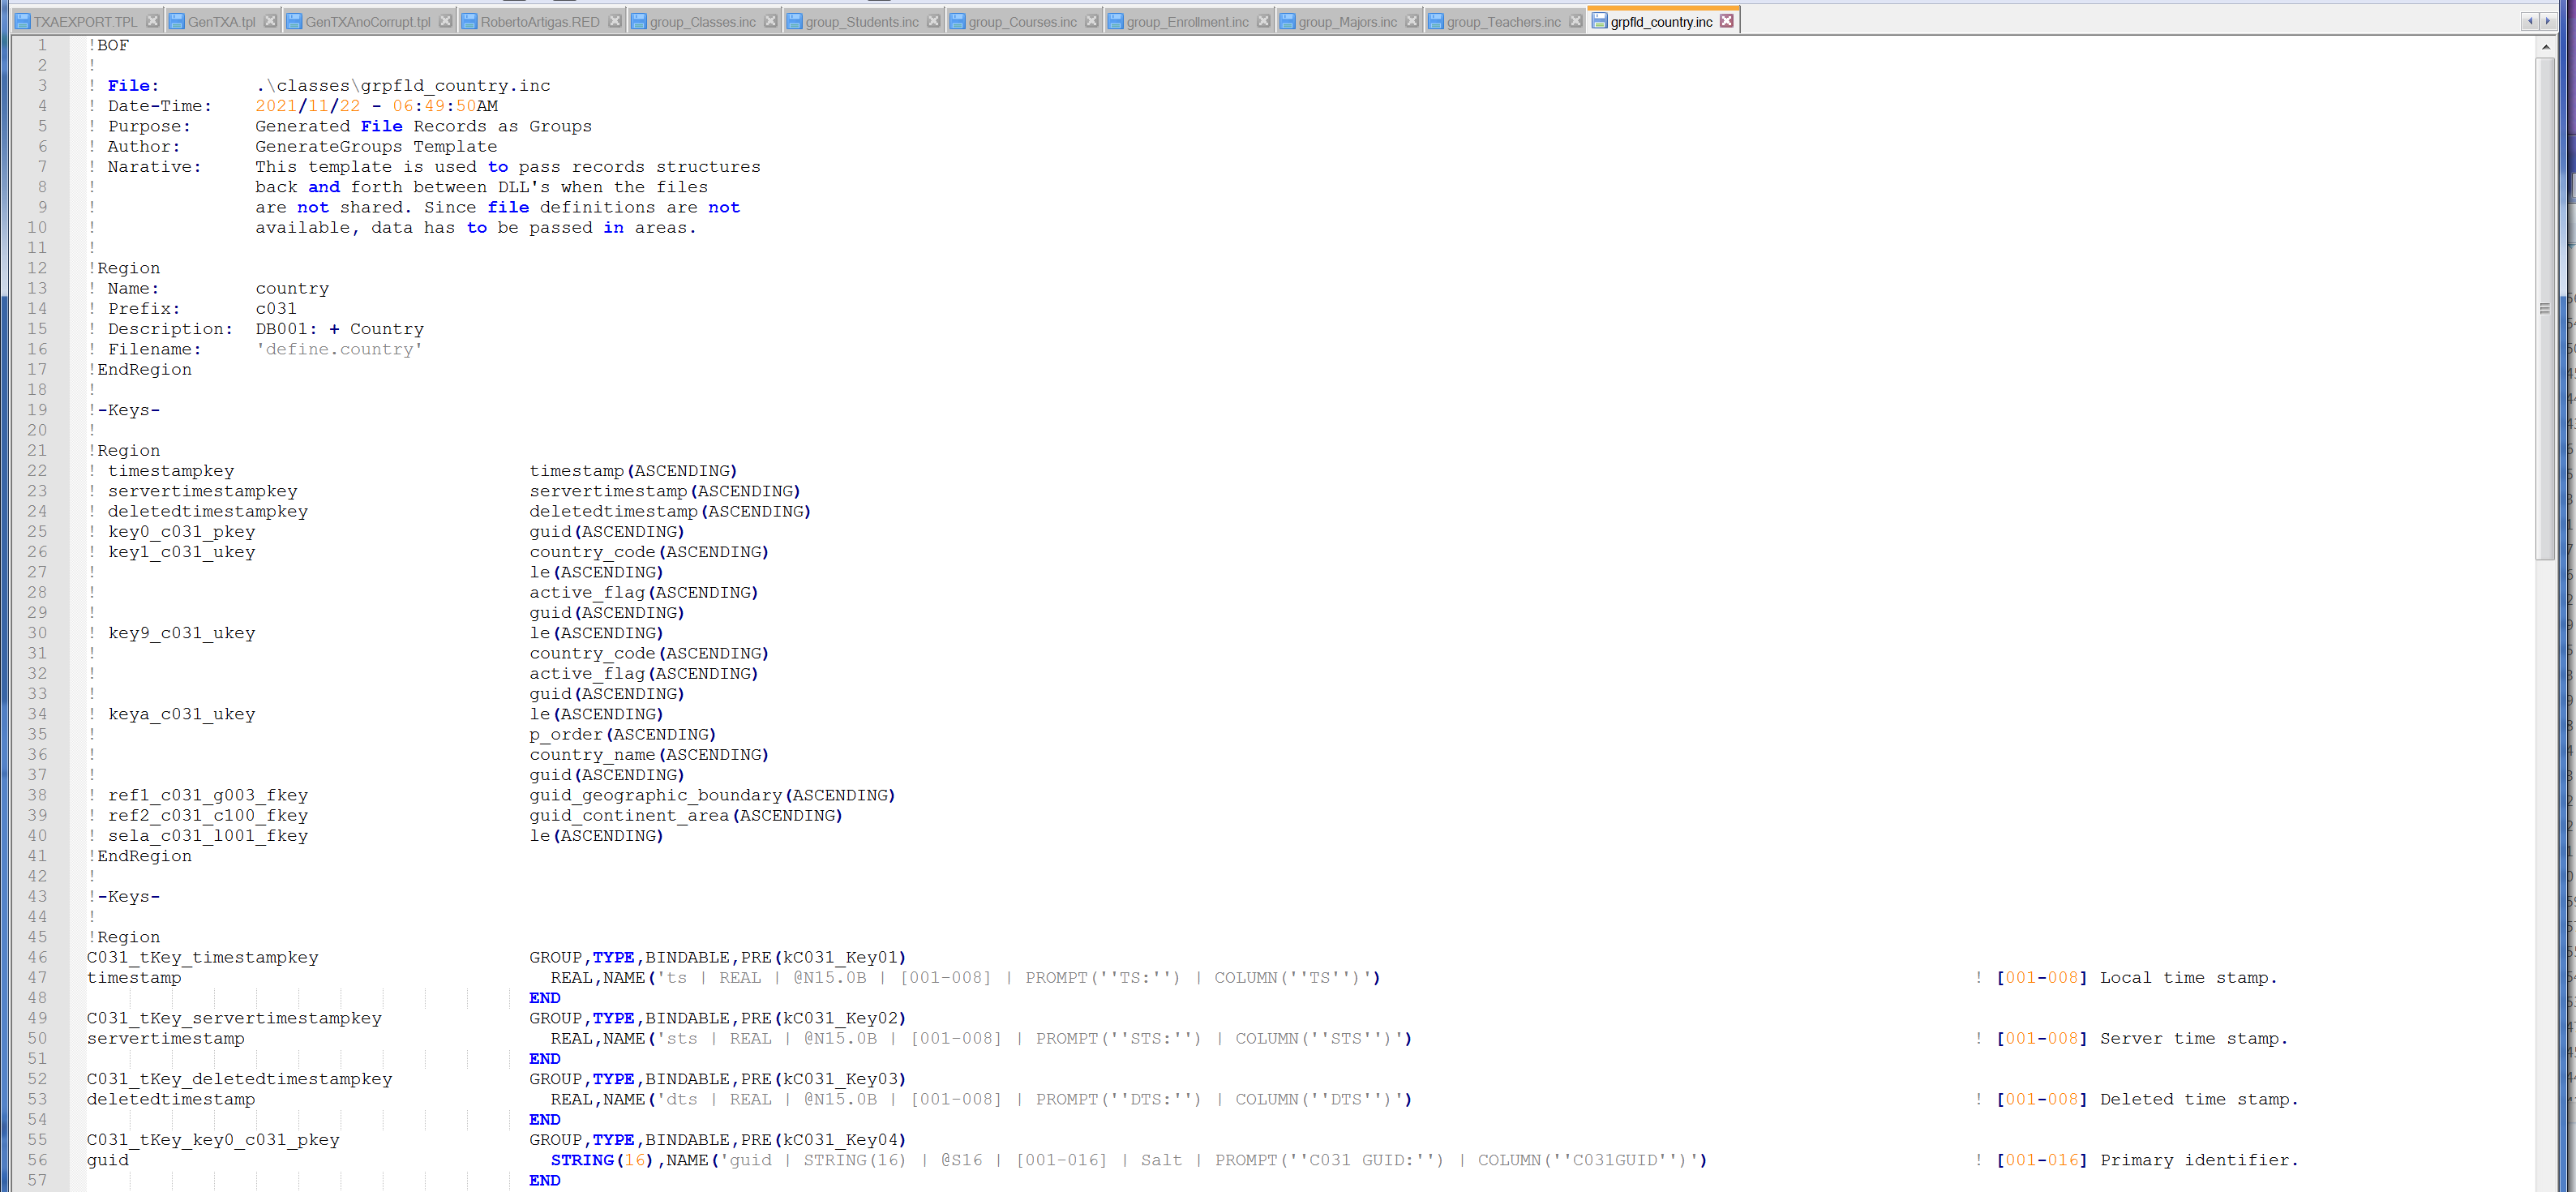 TXAEXPORT.TPL GenTXA.tpl GenTXAnoCorrupt.tpl RobertoArtigas.RED group_Classes.inc group_Students.inc group_Courses.inc group_Enrollment.inc group_Majors.inc group_Teachers.inc grpfld_country.inc
1 !BOF
2 !
3 ! File: .\classes\grpfld_country.inc
4 ! Date-Time: 2021/11/22 - 06:49:50AM
5 ! Purpose: Generated File Records as Groups
6 ! Author: GenerateGroups Template
7 ! Narative: This template is used to pass records structures
8 ! back and forth between DLL's when the files
9 ! are not shared. Since file definitions are not
10 ! available, data has to be passed in areas.
11 !
12 !Region
13 ! Name: country
14 ! Prefix: c031
15 ! Description: DB001: + Country
16 ! Filename: 'define.country'
17 !EndRegion
18 !
19 !-Keys-
20 !
21 !Region
22 ! timestampkey timestamp(ASCENDING)
23 ! servertimestampkey servertimestamp(ASCENDING)
24 ! deletedtimestampkey deletedtimestamp(ASCENDING)
25 ! key0_c031_pkey guid(ASCENDING)
26 ! key1_c031_ukey country_code(ASCENDING)
27 ! le(ASCENDING)
28 ! active_flag(ASCENDING)
29 ! guid(ASCENDING)
30 ! key9_c031_ukey le(ASCENDING)
31 ! country_code(ASCENDING)
32 ! active_flag(ASCENDING)
33 ! guid(ASCENDING)
34 ! keya_c031_ukey le(ASCENDING)
35 ! p_order(ASCENDING)
36 ! country_name(ASCENDING)
37 ! guid(ASCENDING)
38 ! ref1_c031_g003_fkey guid_geographic_boundary(ASCENDING)
39 ! ref2_c031_c100_fkey guid_continent_area(ASCENDING)
40 ! sela_c031_l001_fkey le(ASCENDING)
41 !EndRegion
42 !
43 !-Keys-
44 !
45 !Region
46 C031_tKey_timestampkey GROUP,TYPE,BINDABLE,PRE(kC031_Key01)
47 timestamp REAL,NAME('ts | REAL | @N15.0B | [001-008] | PROMPT(''TS:'') | COLUMN(''TS'')') ! [001-008] Local time stamp.
48 END
49 C031_tKey_servertimestampkey GROUP,TYPE,BINDABLE,PRE(kC031_Key02)
50 servertimestamp REAL,NAME('sts | REAL | @N15.0B | [001-008] | PROMPT(''STS:'') | COLUMN(''STS'')') ! [001-008] Server time stamp.
51 END
52 C031_tKey_deletedtimestampkey GROUP,TYPE,BINDABLE,PRE(kC031_Key03)
53 deletedtimestamp REAL,NAME('dts | REAL | @N15.0B | [001-008] | PROMPT(''DTS:'') | COLUMN(''DTS'')') ! [001-008] Deleted time stamp.
54 END
55 C031_tKey_key0_c031_pkey GROUP,TYPE,BINDABLE,PRE(kC031_Key04)
56 guid STRING(16),NAME('guid | STRING(16) | @S16 | [001-016] | Salt | PROMPT(''C031 GUID:'') | COLUMN(''C031GUID'')') ! [001-016] Primary identifier.
57 END